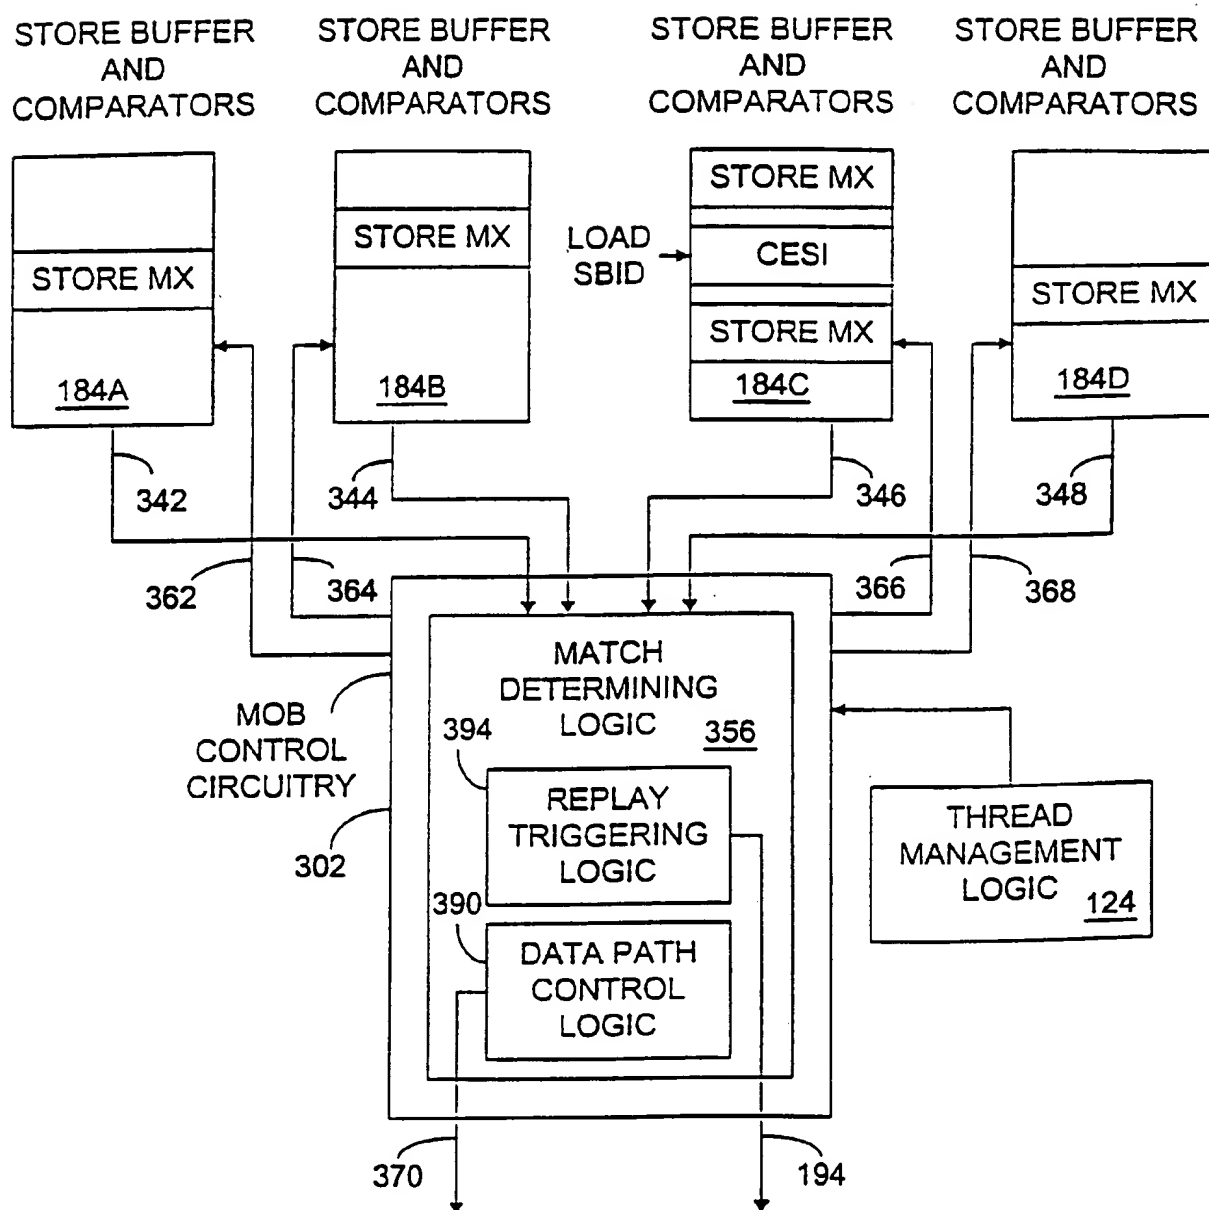 STORE BUFFER
AND
COMPARATORS
STORE BUFFER
AND
COMPARATORS
STORE BUFFER
AND
COMPARATORS
STORE BUFFER
AND
COMPARATORS
STORE MX
184A
STORE MX
184B
LOAD
SBID
STORE MX
CESI
STORE MX
184C
STORE MX
184D
342
344
346
348
362
364
366
368
MATCH
DETERMINING
LOGIC
356
MOB
CONTROL
CIRCUITRY
302
394
REPLAY
TRIGGERING
LOGIC
390
DATA PATH
CONTROL
LOGIC
THREAD
MANAGEMENT
LOGIC
124
370
194